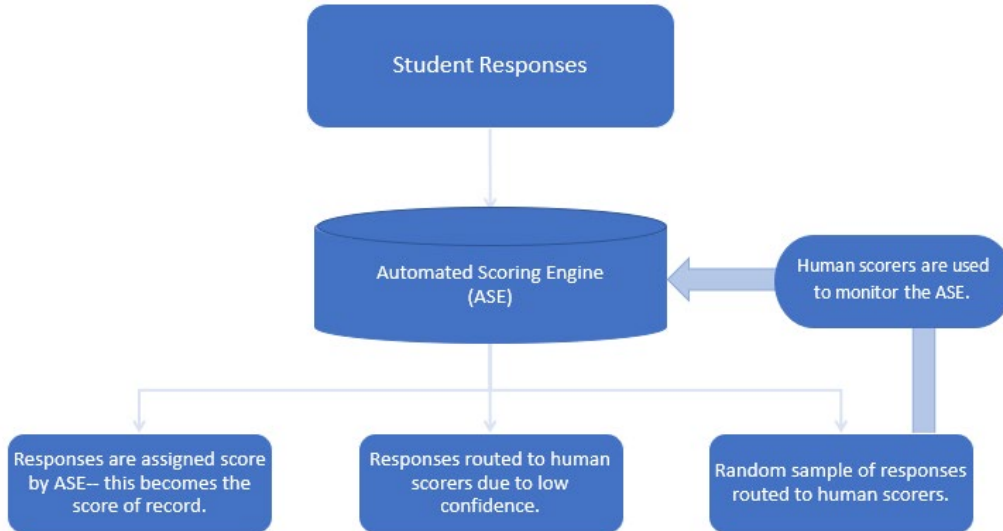 Student Responses
Automated Scoring Engine
(ASE)
Human scorers are used
to monitor the ASE.
Responses are assigned score
by ASE-- this becomes the
score of record.
Responses routed to human
scorers due to low
confidence.
Random sample of responses
routed to human scorers.